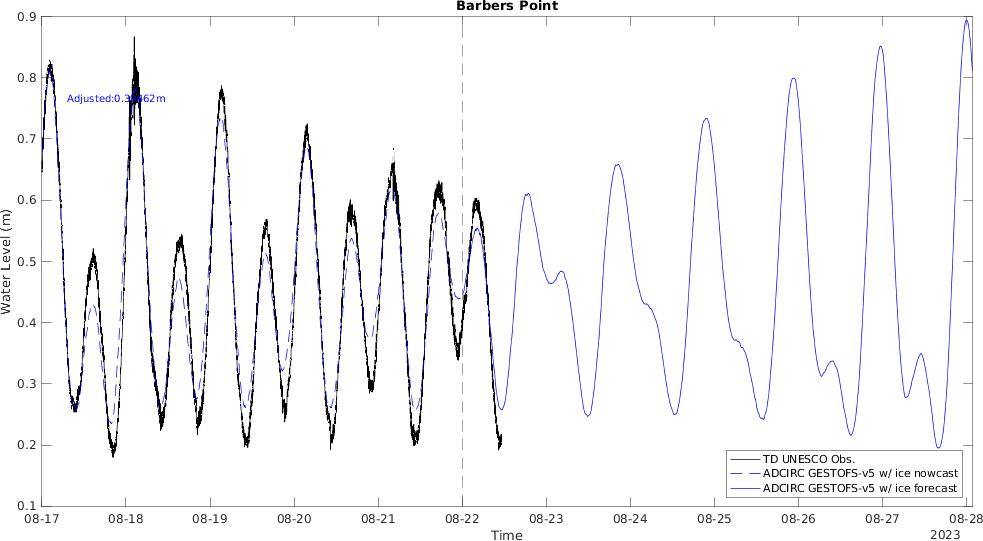 Barbers Point
0.9
0.8
0.7
0.6
0.5
0.4
0.3
0.2
0.1
Water Level (m)
TD UNESCO Obs.
ADCIRC GESTOFS-v5 w/ ice nowcast
ADCIRC GESTOFS-v5 w/ ice forecast
08-17 08-18 08-19 08-20 08-21 08-22 08-23 08-24 08-25 08-26 08-27 08-28
Time
2023